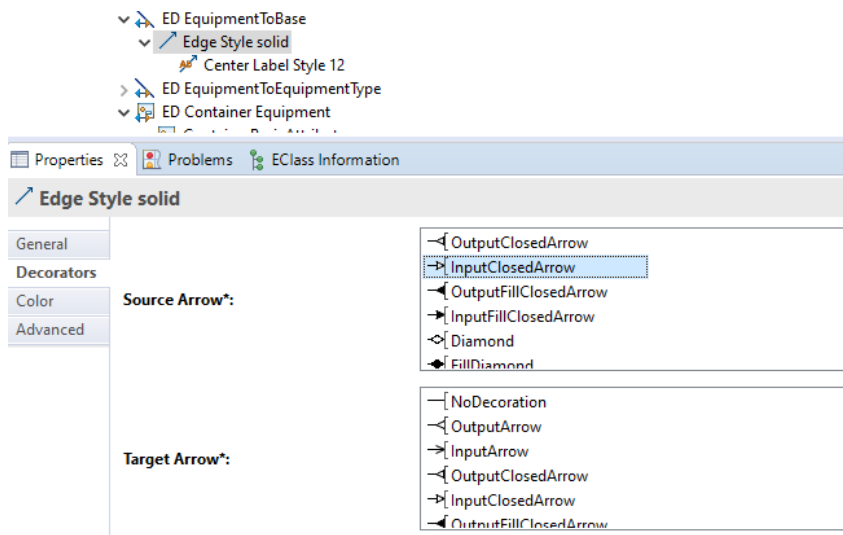 ED EquipmentToBase
Edge Style solid
Center Label Style 12
ED EquipmentToEquipmentType
ED Container Equipment
Properties Problems EClass Information
Edge Style solid
General
Decorators
Color
Advanced
Source Arrow*:
OutputClosedArrow
InputClosedArrow
OutputFillClosedArrow
InputFillClosedArrow
Diamond
FillDiamond
Target Arrow*:
NoDecoration
OutputArrow
InputArrow
OutputClosedArrow
InputClosedArrow
OutputFillClosedArrow